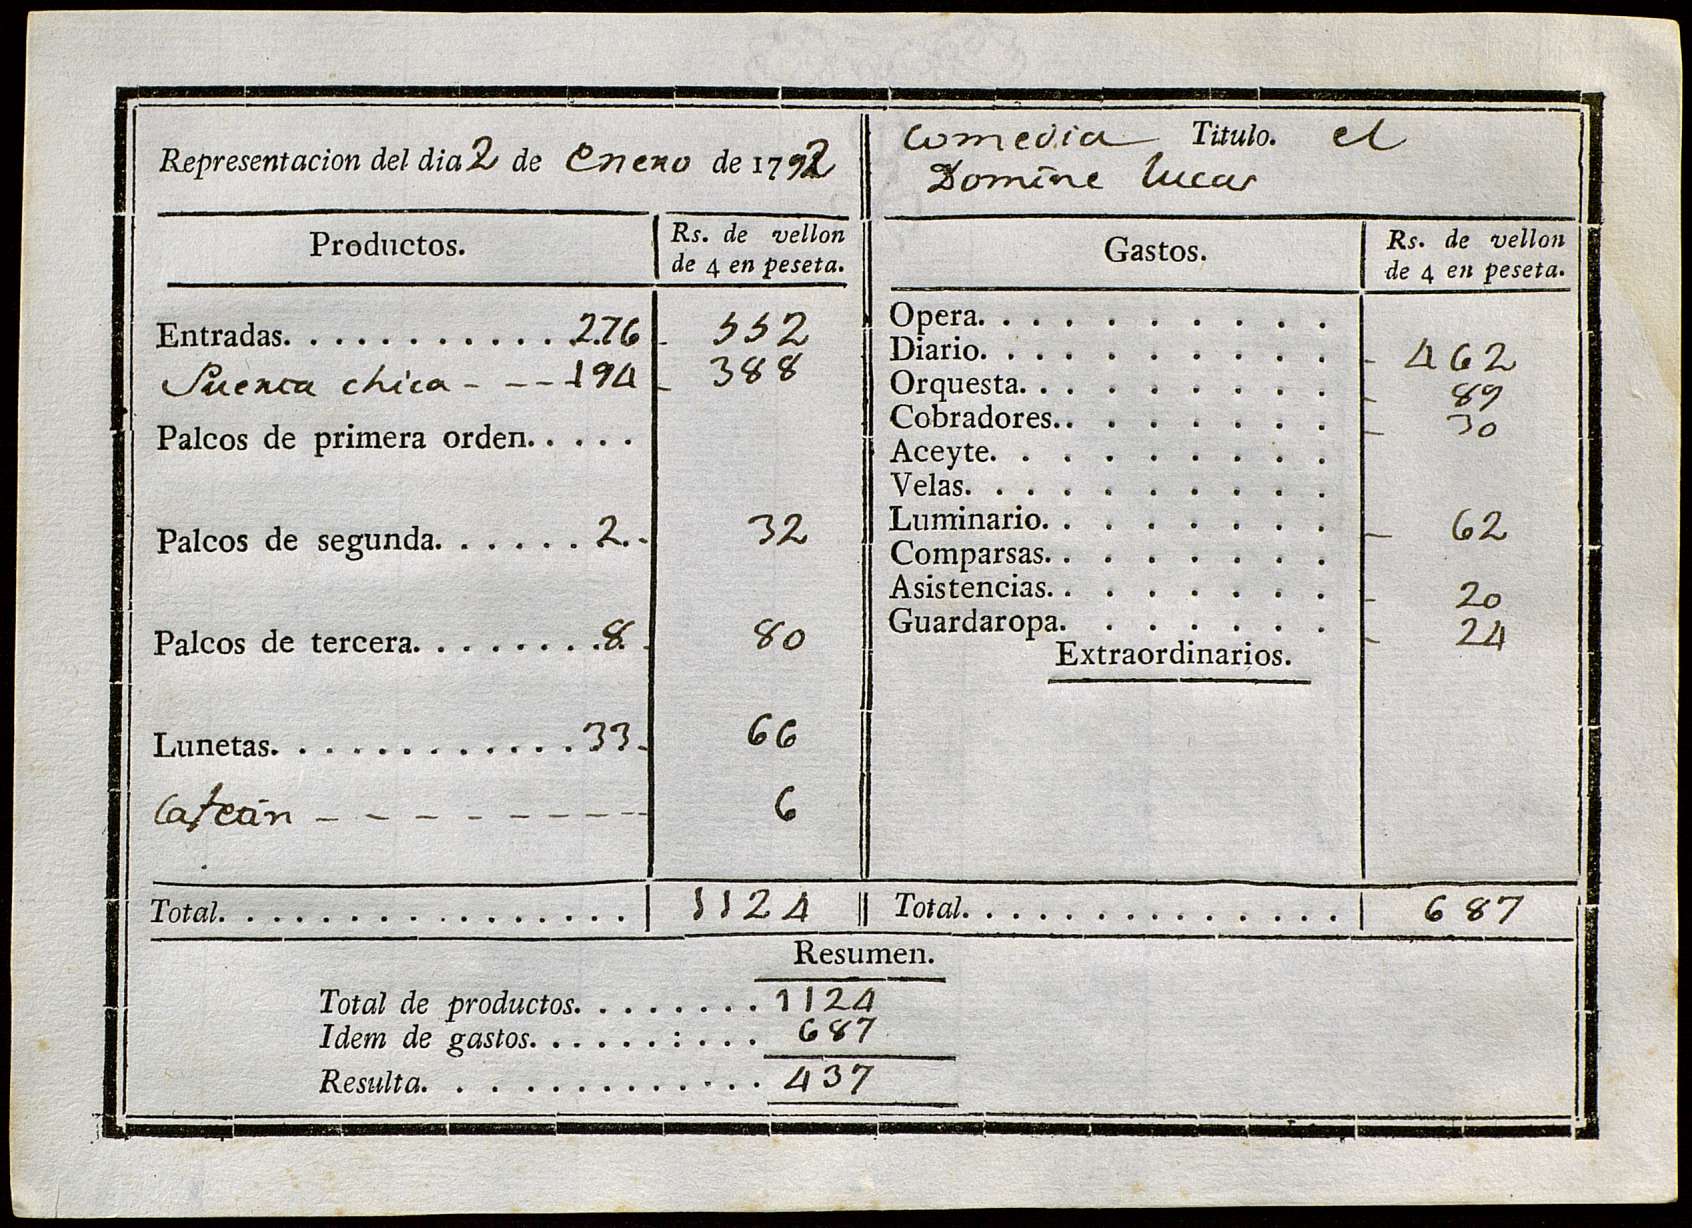 Representacion del dia 2 de Enero de 1792
Comedia Titulo. el
Domine Lucas
Productos.
Rs. de vellon
de 4 en peseta.
Entradas. . . . . . . . . . . 276 - 552
Puerta chica - - - 194 - 388
Palcos de primera orden. . . . .
Palcos de segunda. . . . . . 2. - 32
Palcos de tercera. . . . . . . . 8. - 80
Lunetas. . . . . . . . . . . . 33 - 66
- - - - - - - - - 6
Total. . . . . . . . . . . . . . . . 1124
Gastos.
Rs. de vellon
de 4 en peseta.
Opera. . . . . . . . . .
Diario. . . . . . . . . . - 462
Orquesta. . . . . . . . . - 89
Cobradores. . . . . . . . - 30
Aceyte. . . . . . . . . .
Velas. . . . . . . . . . .
Luminario. . . . . . . . - 62
Comparsas. . . . . . . .
Asistencias. . . . . . . . - 20
Guardaropa. . . . . . . - 24
Extraordinarios.
Total. . . . . . . . . . . . . . . 687
Resumen.
Total de productos. . . . . . . . 1124
Idem de gastos. . . . . . : . . . 687
Resulta. . . . . . . . . . . . . 437